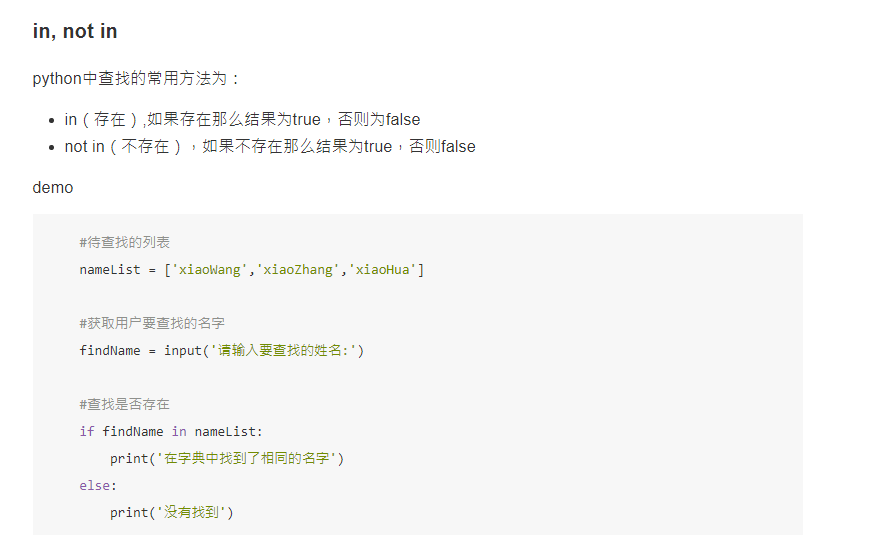 in, not in
python中查找的常用方法为：
in（存在）,如果存在那么结果为true，否则为false
not in（不存在），如果不存在那么结果为true，否则false
demo
#待查找的列表
nameList = ['xiaoWang','xiaoZhang','xiaoHua']
#获取用户要查找的名字
findName = input('请输入要查找的姓名:')
#查找是否存在
if findName in nameList:
    print('在字典中找到了相同的名字')
else:
    print('没有找到')